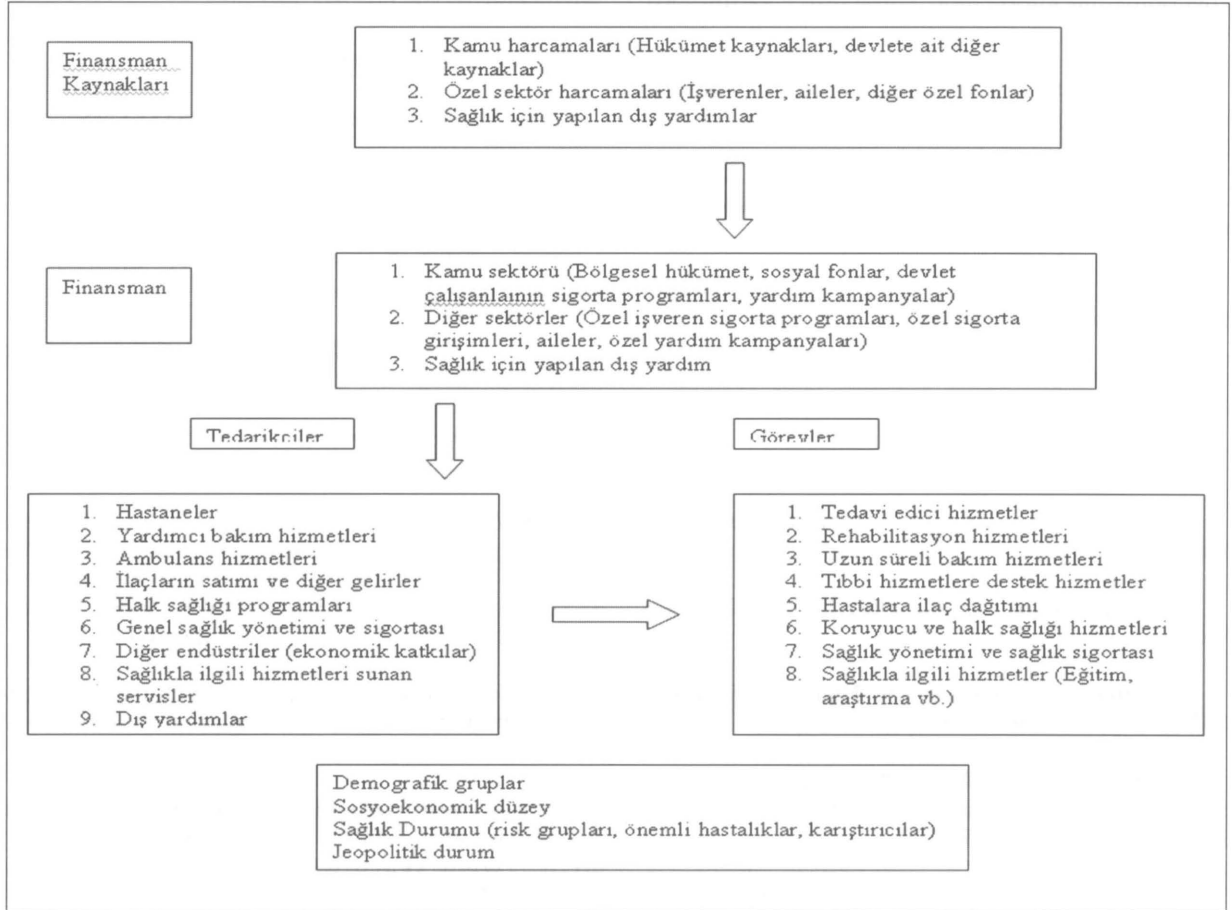 Finansman
Kaynakları
1. Kamu harcamaları (Hükümet kaynakları, devlete ait diğer
kaynaklar)
2. Özel sektör harcamaları (İşverenler, aileler, diğer özel fonlar)
3. Sağlık için yapılan dış yardımlar
Finansman
1. Kamu sektörü (Bölgesel hükümet, sosyal fonlar, devlet
çalışanlaının sigorta programları, yardım kampanyalar)
2. Diğer sektörler (Özel işveren sigorta programları, özel sigorta
girişimleri, aileler, özel yardım kampanyaları)
3. Sağlık için yapılan dış yardım
Tedarikçiler
Görevler
1. Hastaneler
2. Yardımcı bakım hizmetleri
3. Ambulans hizmetleri
4. İlaçların satımı ve diğer gelirler
5. Halk sağlığı programları
6. Genel sağlık yönetimi ve sigortası
7. Diğer endüstriler (ekonomik katkılar)
8. Sağlıkla ilgili hizmetleri sunan
servisler
9. Dış yardımlar
1. Tedavi edici hizmetler
2. Rehabilitasyon hizmetleri
3. Uzun süreli bakım hizmetleri
4. Tıbbi hizmetlere destek hizmetler
5. Hastalara ilaç dağıtımı
6. Koruyucu ve halk sağlığı hizmetleri
7. Sağlık yönetimi ve sağlık sigortası
8. Sağlıkla ilgili hizmetler (Eğitim,
araştırma vb.)
Demografik gruplar
Sosyoekonomik düzey
Sağlık Durumu (risk grupları, önemli hastalıklar, karıştırıcılar)
Jeopolitik durum